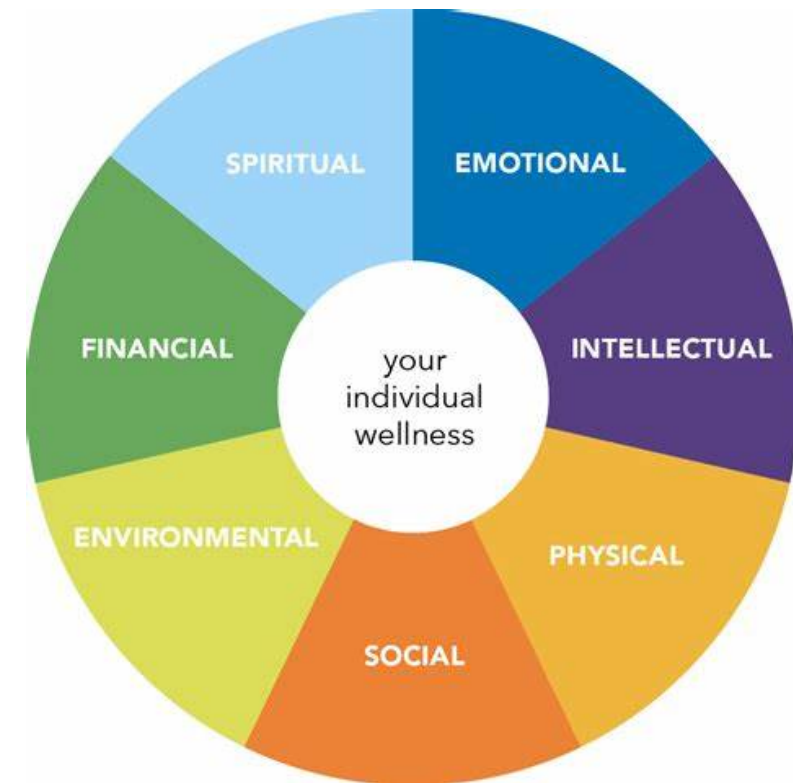 SPIRITUAL
EMOTIONAL
FINANCIAL
your
individual
wellness
INTELLECTUAL
ENVIRONMENTAL
PHYSICAL
SOCIAL